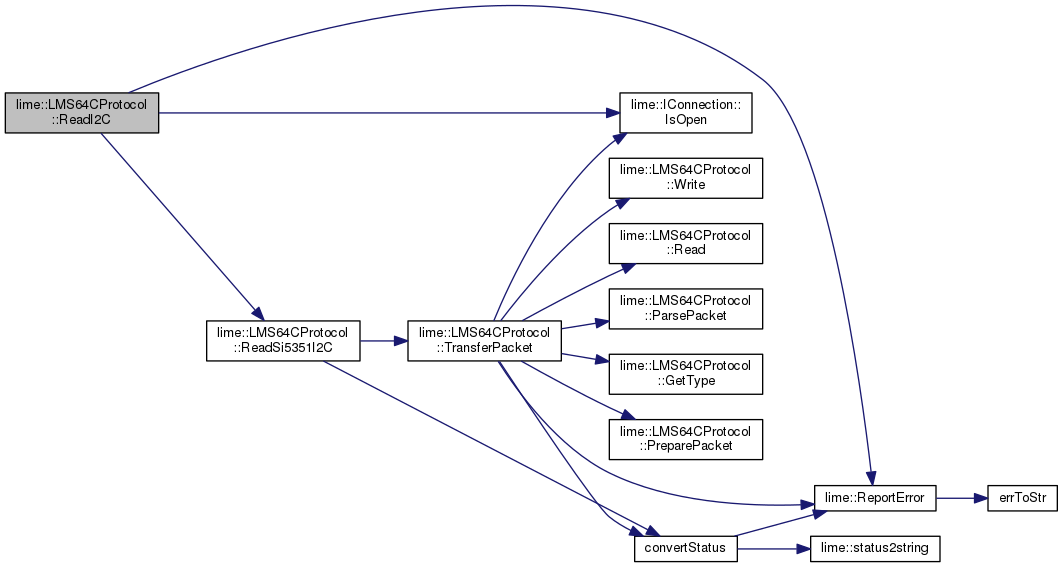 lime::LMS64CProtocol
::ReadI2C
lime::IConnection::
IsOpen
lime::LMS64CProtocol
::Write
lime::LMS64CProtocol
::Read
lime::LMS64CProtocol
::ParsePacket
lime::LMS64CProtocol
::ReadSi5351I2C
lime::LMS64CProtocol
::TransferPacket
lime::LMS64CProtocol
::GetType
lime::LMS64CProtocol
::PreparePacket
lime::ReportError
errToStr
convertStatus
lime::status2string